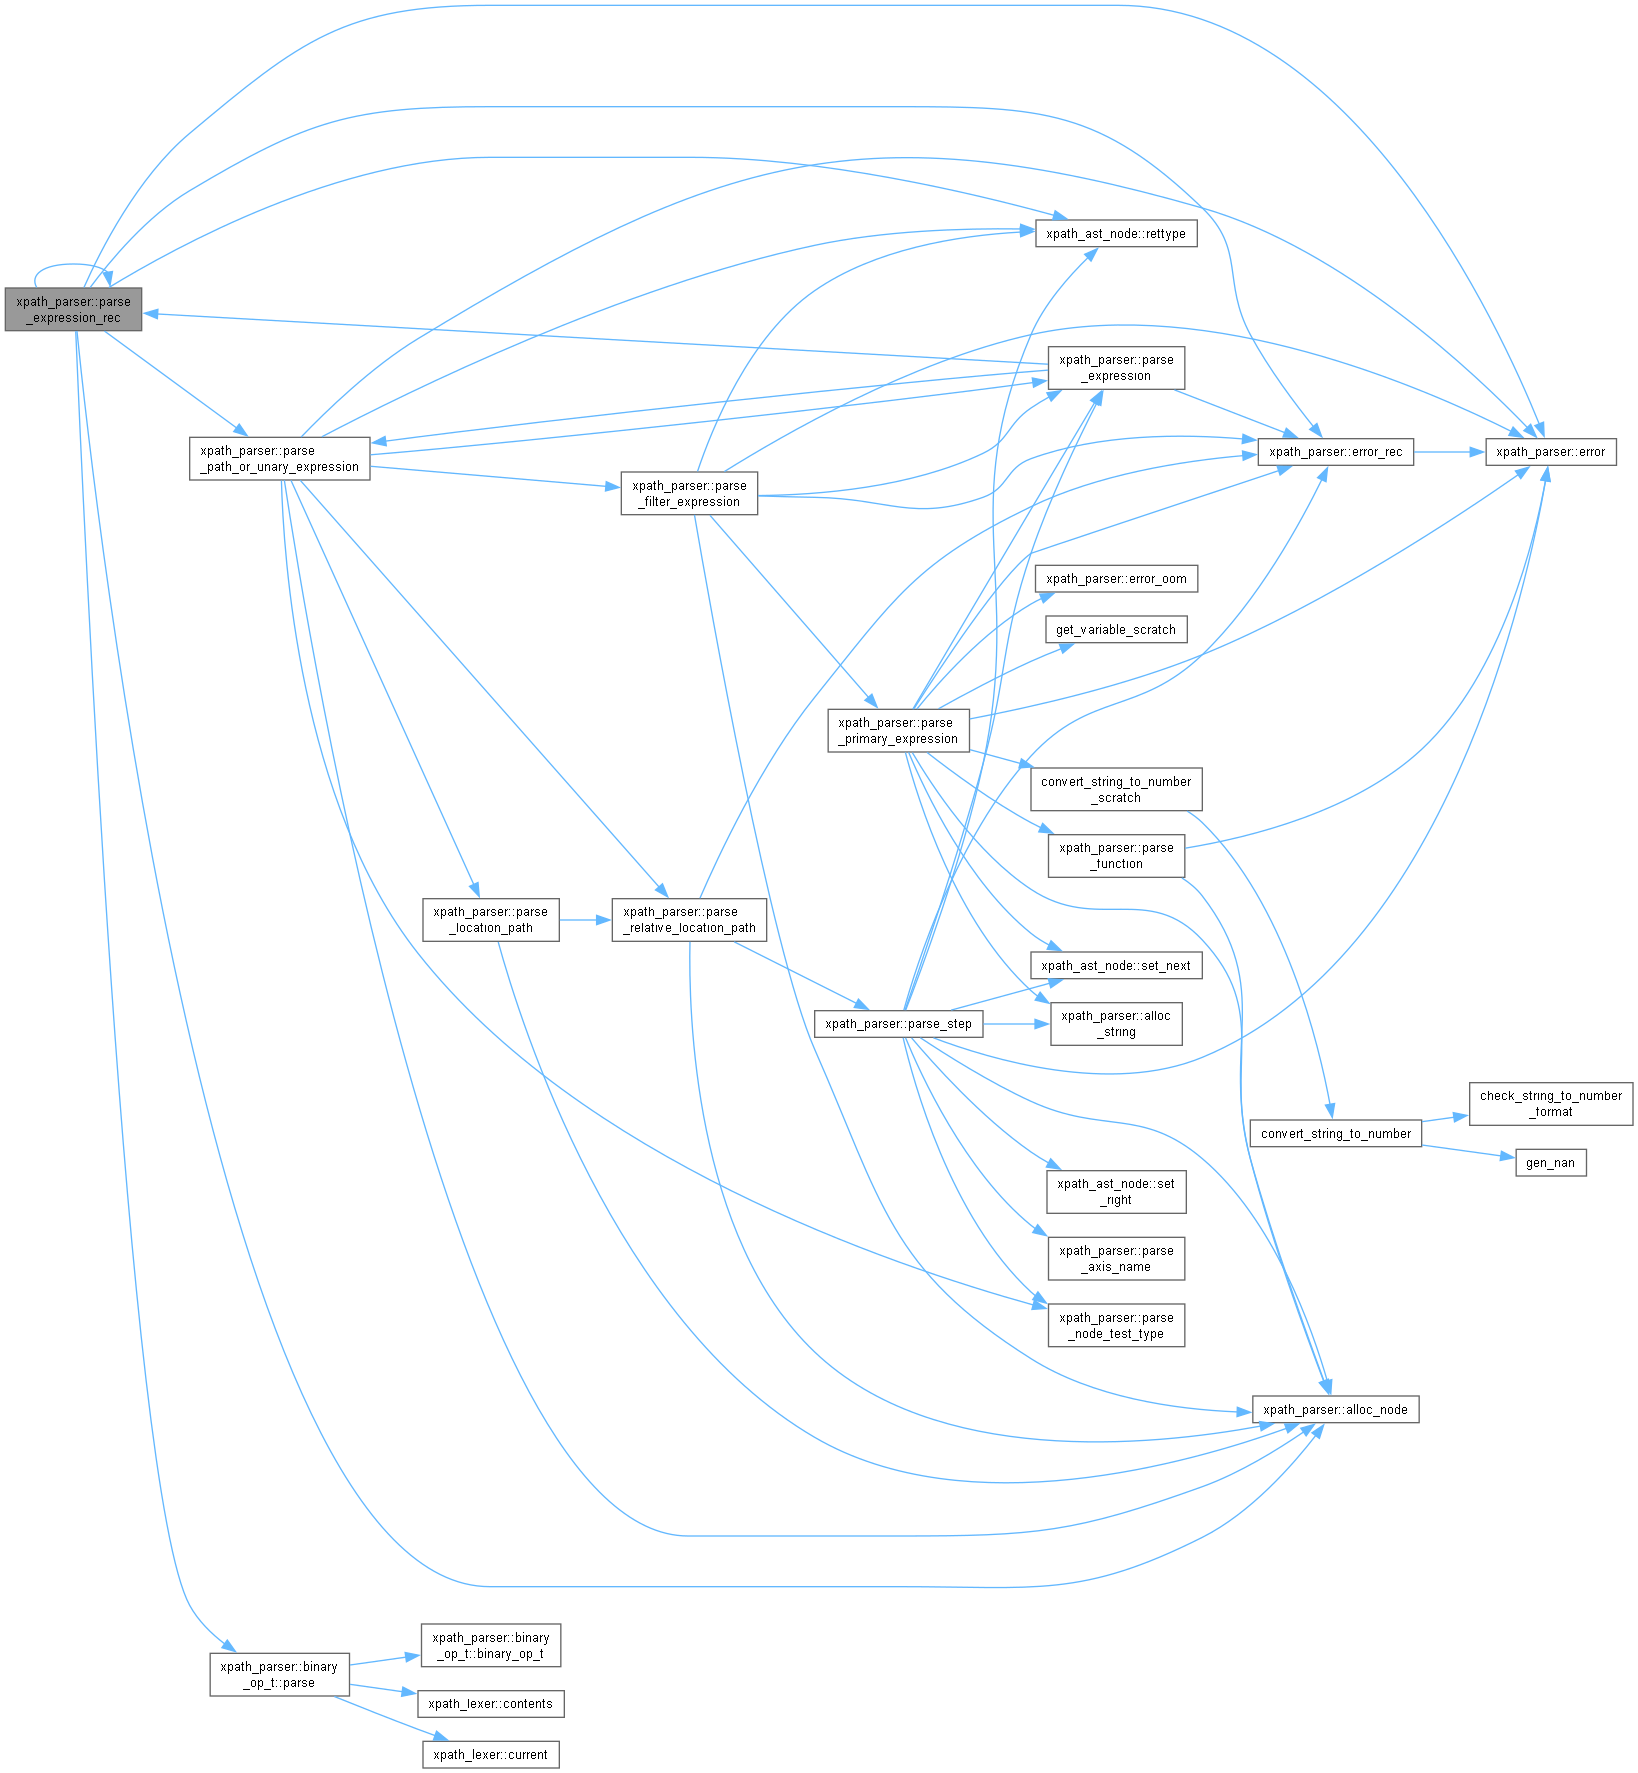 xpath_ast_node::rettype
xpath_parser::parse
_expression_rec
xpath_parser::parse
_expression
xpath_parser::parse
_path_or_unary_expression
xpath_parser::error_rec
xpath_parser::error
xpath_parser::parse
_filter_expression
xpath_parser::error_oom
get_variable_scratch
xpath_parser::parse
_primary_expression
convert_string_to_number
_scratch
xpath_parser::parse
_function
xpath_parser::parse
_location_path
xpath_parser::parse
_relative_location_path
xpath_ast_node::set_next
xpath_parser::parse_step
xpath_parser::alloc
_string
check_string_to_number
_format
convert_string_to_number
gen_nan
xpath_ast_node::set
_right
xpath_parser::parse
_axis_name
xpath_parser::parse
_node_test_type
xpath_parser::alloc_node
xpath_parser::binary
_op_t::binary_op_t
xpath_parser::binary
_op_t::parse
xpath_lexer::contents
xpath_lexer::current